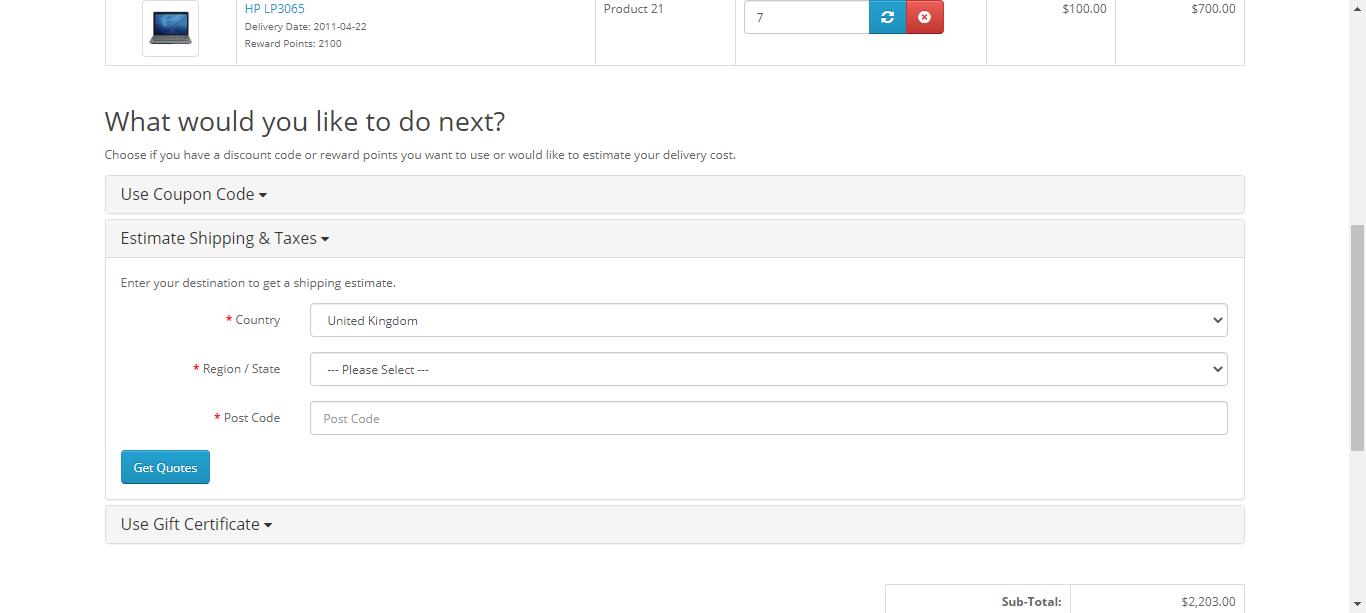 HP LP3065 Product 21 7 $100.00 $700.00
Delivery Date: 2011-04-22
Reward Points: 2100
What would you like to do next?
Choose if you have a discount code or reward points you want to use or would like to estimate your delivery cost.
Use Coupon Code
Estimate Shipping & Taxes
Enter your destination to get a shipping estimate.
* Country United Kingdom
* Region / State --- Please Select ---
* Post Code Post Code
Get Quotes
Use Gift Certificate
Sub-Total: $2,203.00